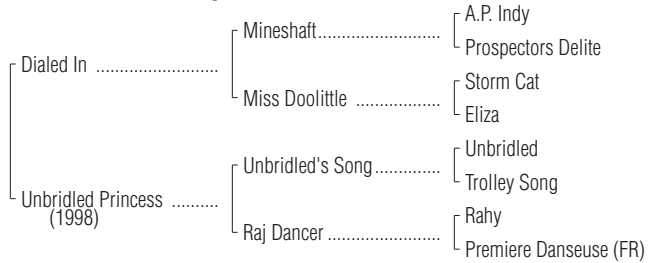 A.P. Indy
Mineshaft..........................
Prospectors Delite
Dialed In ..........................
Storm Cat
Miss Doolittle ..................
Eliza
Unbridled
Unbridled's Song..............
Trolley Song
Unbridled Princess ..........
(1998)
Rahy
Raj Dancer ........................
Premiere Danseuse (FR)